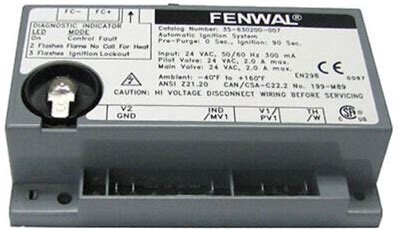 FC- FC+
DIAGNOSTIC INDICATOR
LED MODE
On Control Fault
2 Flashes Flame No Call For Heat
3 Flashes Ignition Lockout
FENWAL
Catalog Number: 35-630200-007
Automatic Ignition System
Pre-Purge: 0 Sec., Ignition: 90 Sec.
Input: 24 VAC, 50/60 Hz 300 mA
Pilot Valve: 24 VAC, 2.0 A max.
Main Valve: 24 VAC, 2.0 A max.
EN298
CE
0087
Ambient: -40°F to +160°F
ANSI Z21.20 CAN/CSA-C22.2 No. 199-M89
CAUTION: HI VOLTAGE DISCONNECT WIRING BEFORE SERVICING
V2 GND
IND/MV1
V1/PV1
TH/W